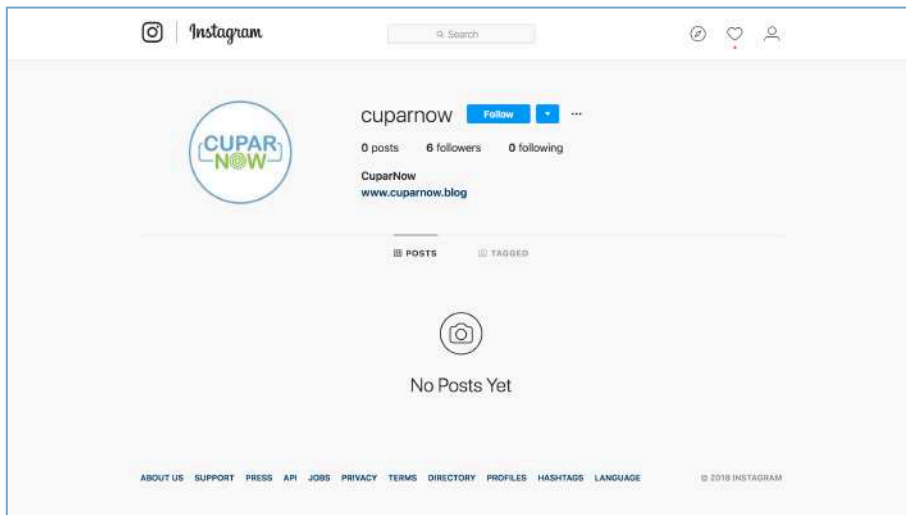 Instagram
Search
CUPAR
NOW
cuparnow Follow
0 posts 6 followers 0 following
CuparNow
www.cuparnow.blog
POSTS TAGGED
No Posts Yet
ABOUT US SUPPORT PRESS API JOBS PRIVACY TERMS DIRECTORY PROFILES HASHTAGS LANGUAGE © 2018 INSTAGRAM